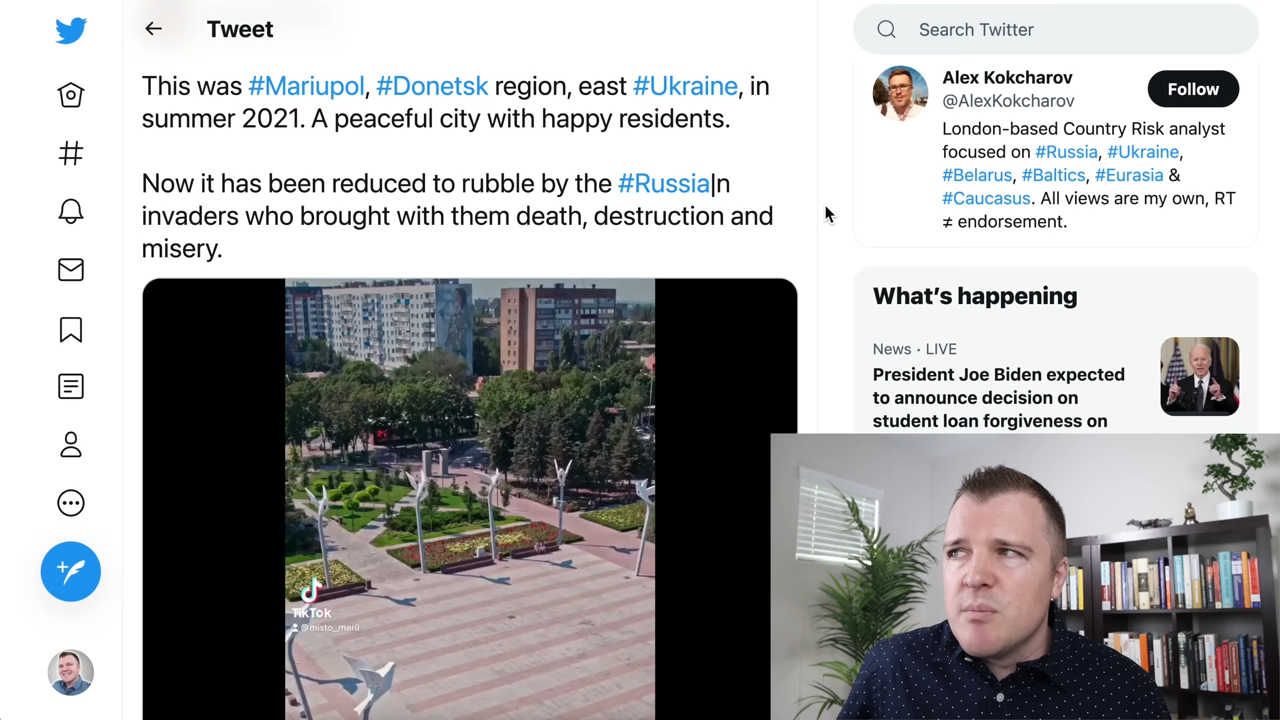 Tweet
This was #Mariupol, #Donetsk region, east #Ukraine, in
summer 2021. A peaceful city with happy residents.
Now it has been reduced to rubble by the #Russia|n
invaders who brought with them death, destruction and
misery.
TikTok
@misto_marii
Search Twitter
Alex Kokcharov
@AlexKokcharov
Follow
London-based Country Risk analyst
focused on #Russia, #Ukraine,
#Belarus, #Baltics, #Eurasia &
#Caucasus. All views are my own, RT
≠ endorsement.
What's happening
News · LIVE
President Joe Biden expected
to announce decision on
student loan forgiveness on